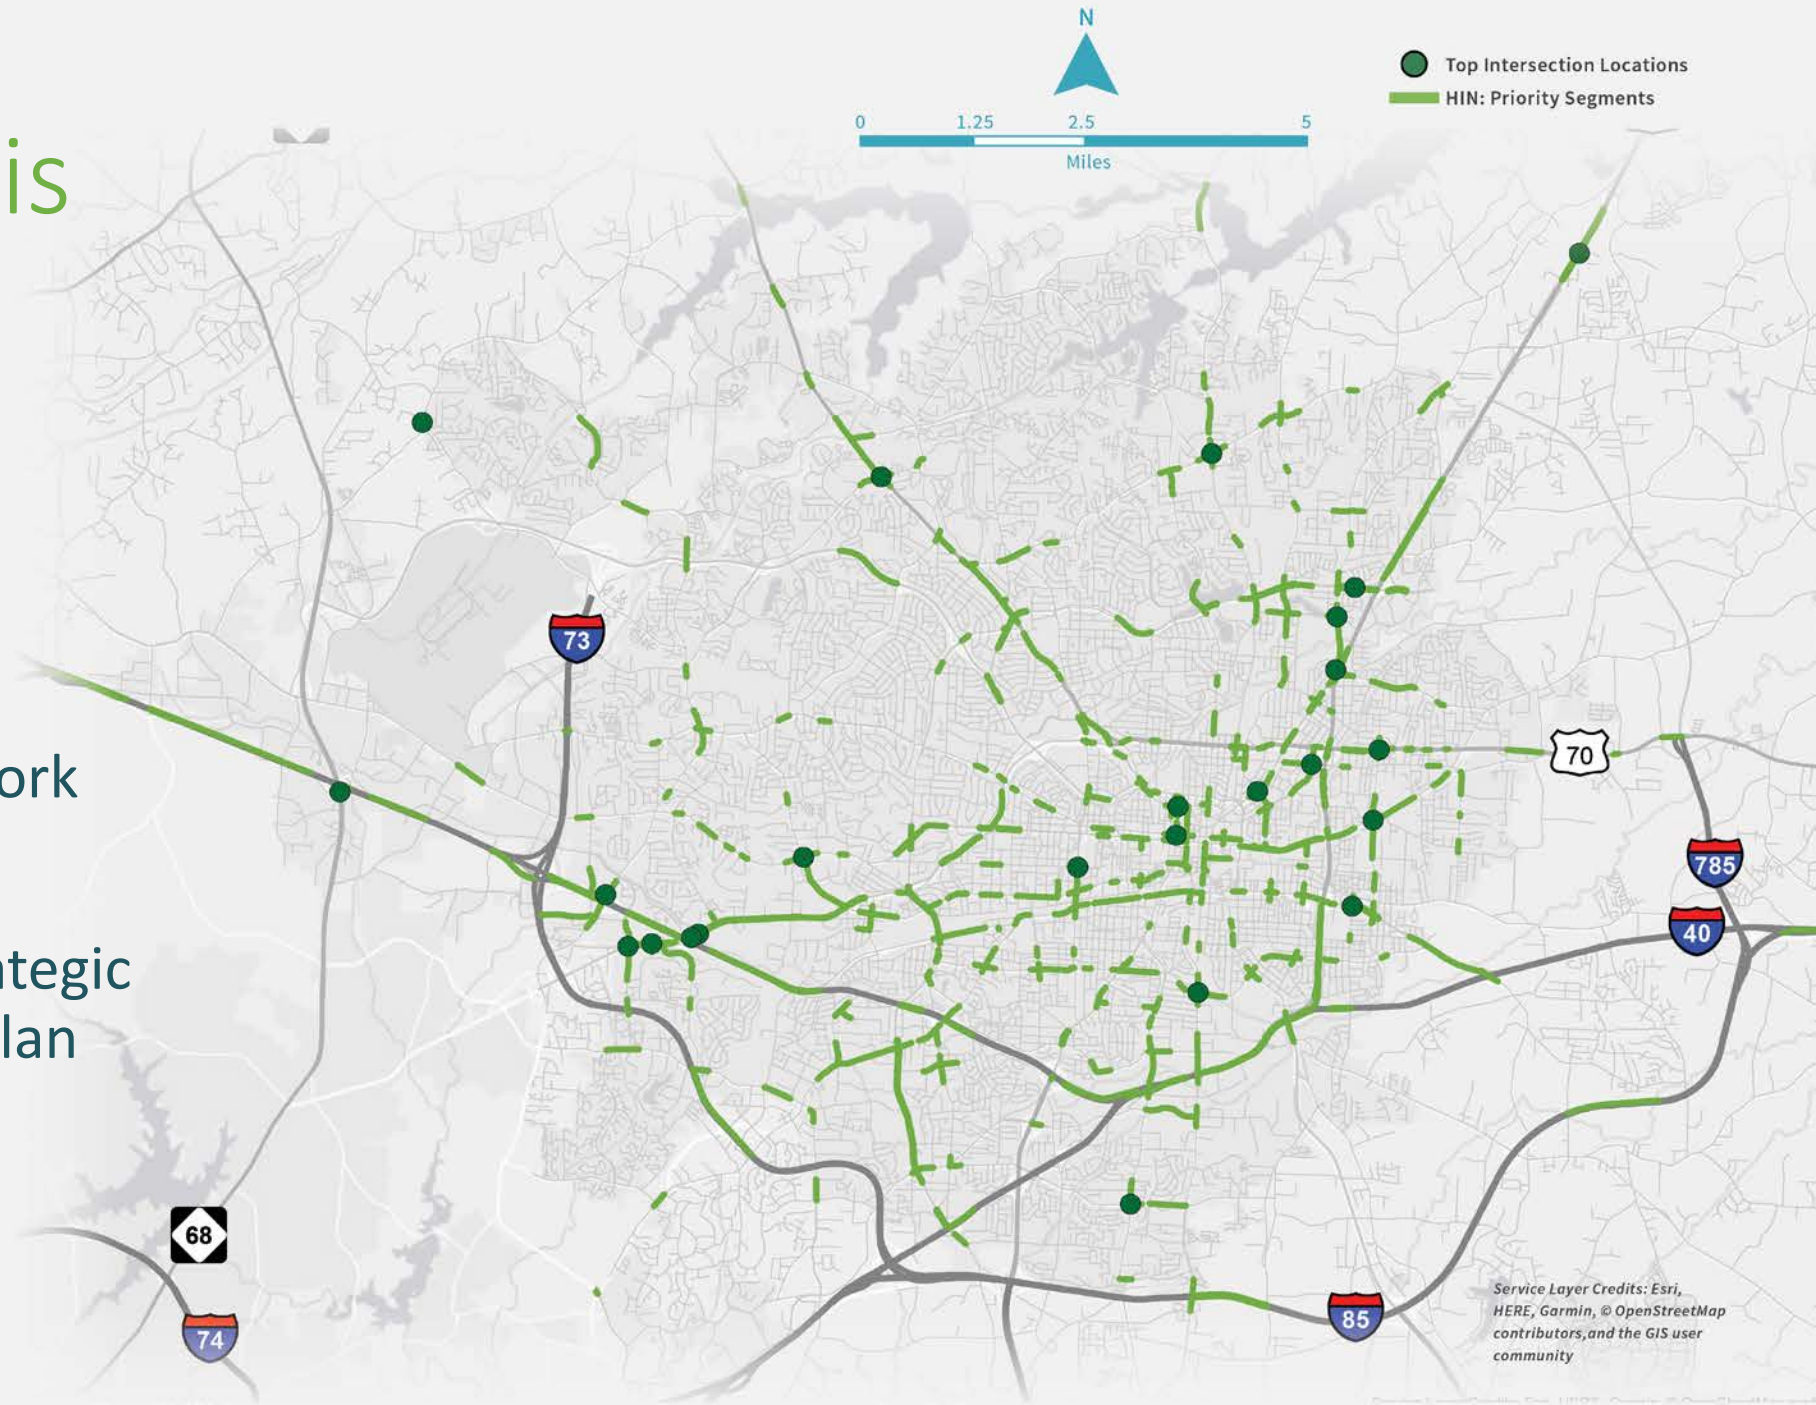 N
Top Intersection Locations
HIN: Priority Segments
0 1.25 2.5 5
Miles
is
73
70
ork
785
40
ategic
lan
68
74
85
Service Layer Credits: Esri,
HERE, Garmin, © OpenStreetMap
contributors,and the GIS user
community